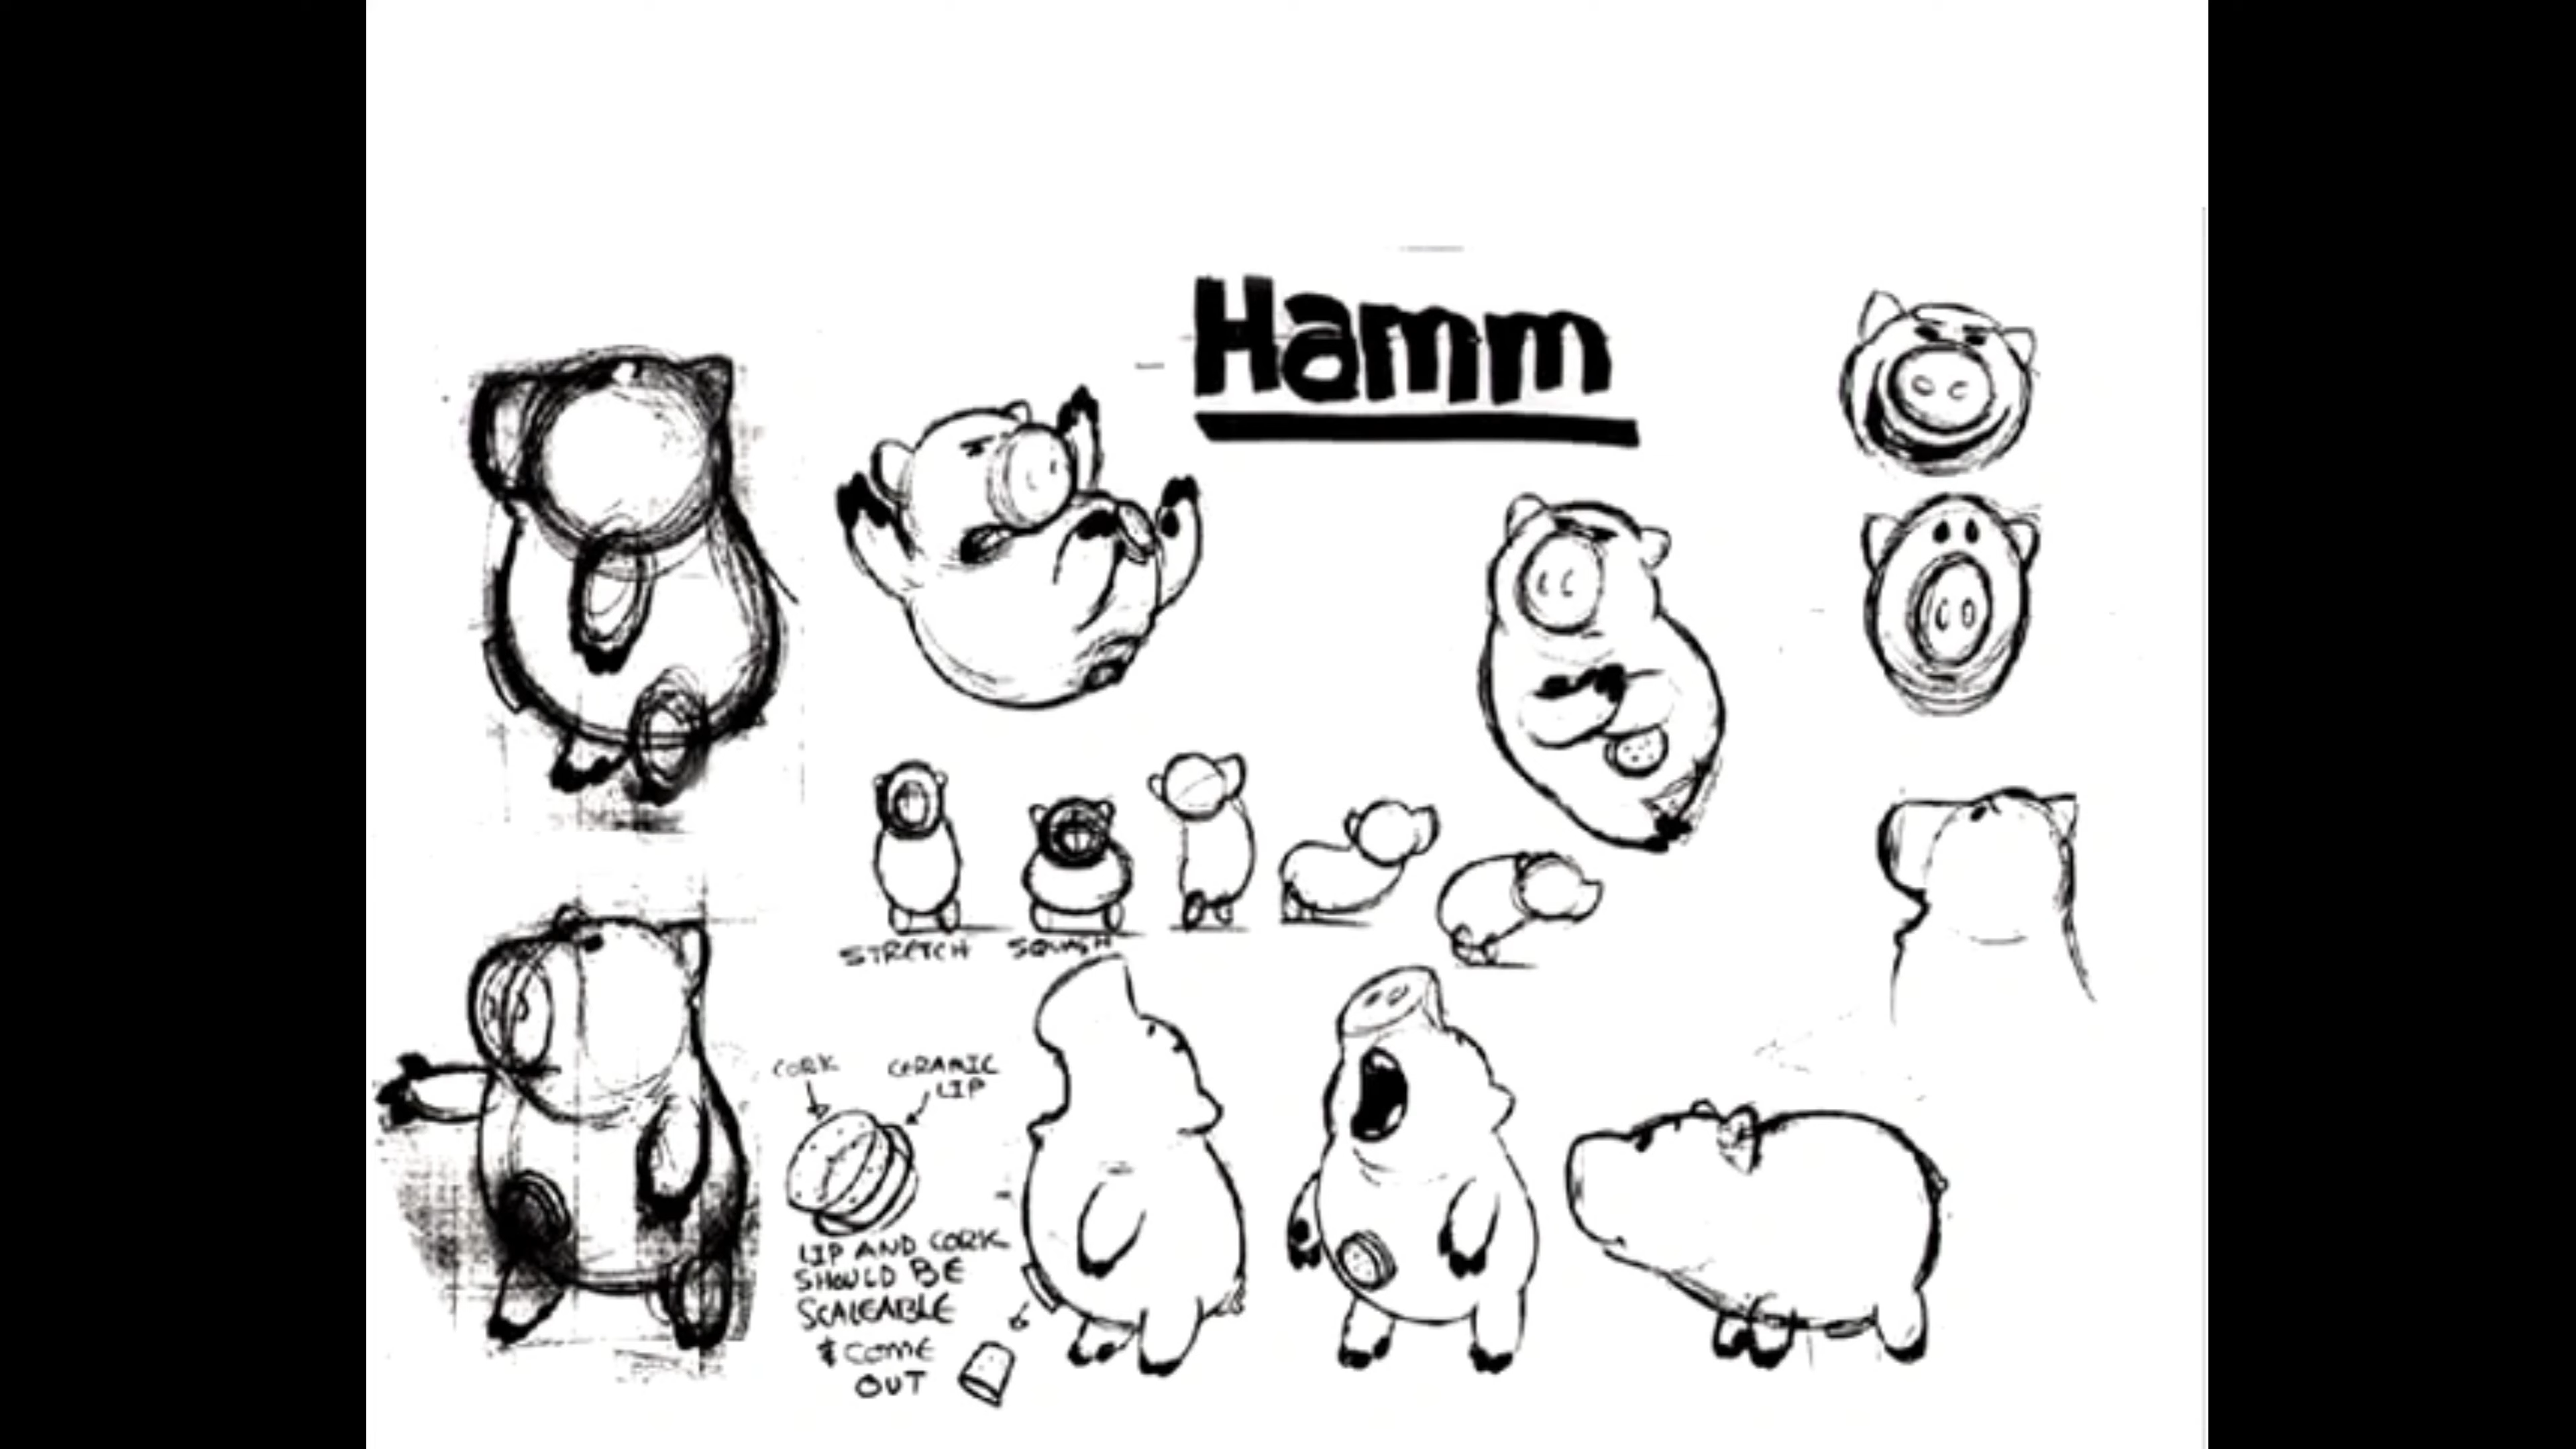 Hamm
STRETCH SQUASH
CORK
CERAMIC
LIP
LIP AND CORK
SHOULD BE
SCALEABLE
& COME
OUT